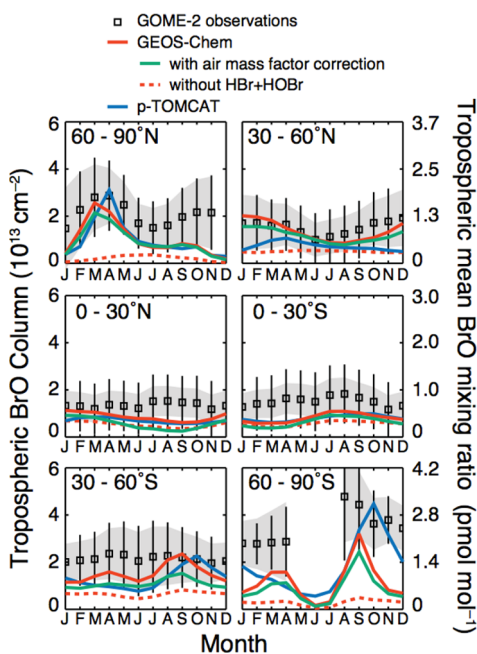 GOME-2 observations
GEOS-Chem
with air mass factor correction
without HBr+HOBr
p-TOMCAT
Tropospheric BrO Column (10¹³ cm⁻²)
Tropospheric mean BrO mixing ratio (pmol mol⁻¹)
60 - 90°N
6
4
2
0
J F M A M J J A S O N D
30 - 60°N
3.7
2.5
1.3
0
J F M A M J J A S O N D
0 - 30°N
6
4
2
0
J F M A M J J A S O N D
0 - 30°S
3.0
2.0
1.0
0
J F M A M J J A S O N D
30 - 60°S
6
4
2
0
J F M A M J J A S O N D
60 - 90°S
4.2
2.8
1.4
0
J F M A M J J A S O N D
Month